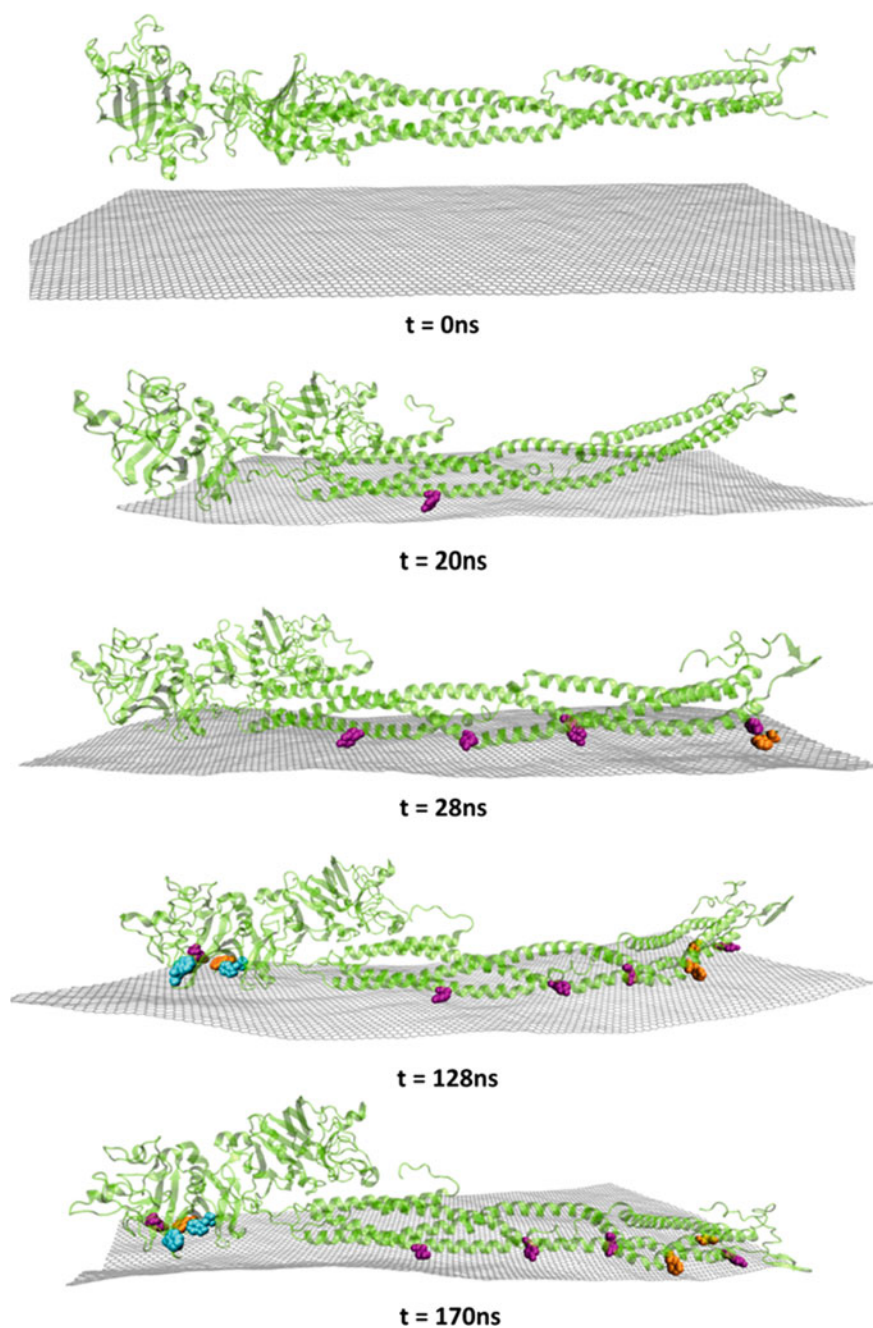 t = 0ns
t = 20ns
t = 28ns
t = 128ns
t = 170ns